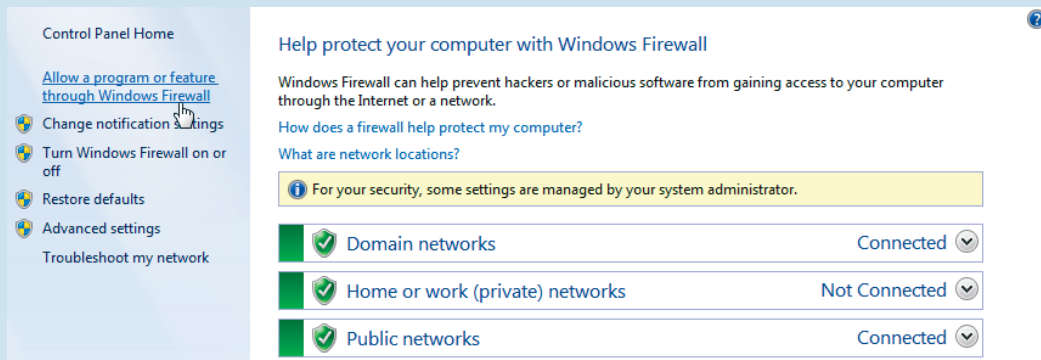 Control Panel Home
Allow a program or feature
through Windows Firewall
Change notification settings
Turn Windows Firewall on or
off
Restore defaults
Advanced settings
Troubleshoot my network
?
Help protect your computer with Windows Firewall
Windows Firewall can help prevent hackers or malicious software from gaining access to your computer
through the Internet or a network.
How does a firewall help protect my computer?
What are network locations?
For your security, some settings are managed by your system administrator.
Domain networks Connected
Home or work (private) networks Not Connected
Public networks Connected